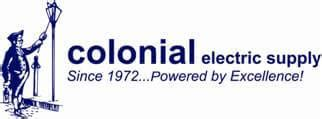 colonial electric supply
Since 1972...Powered by Excellence!